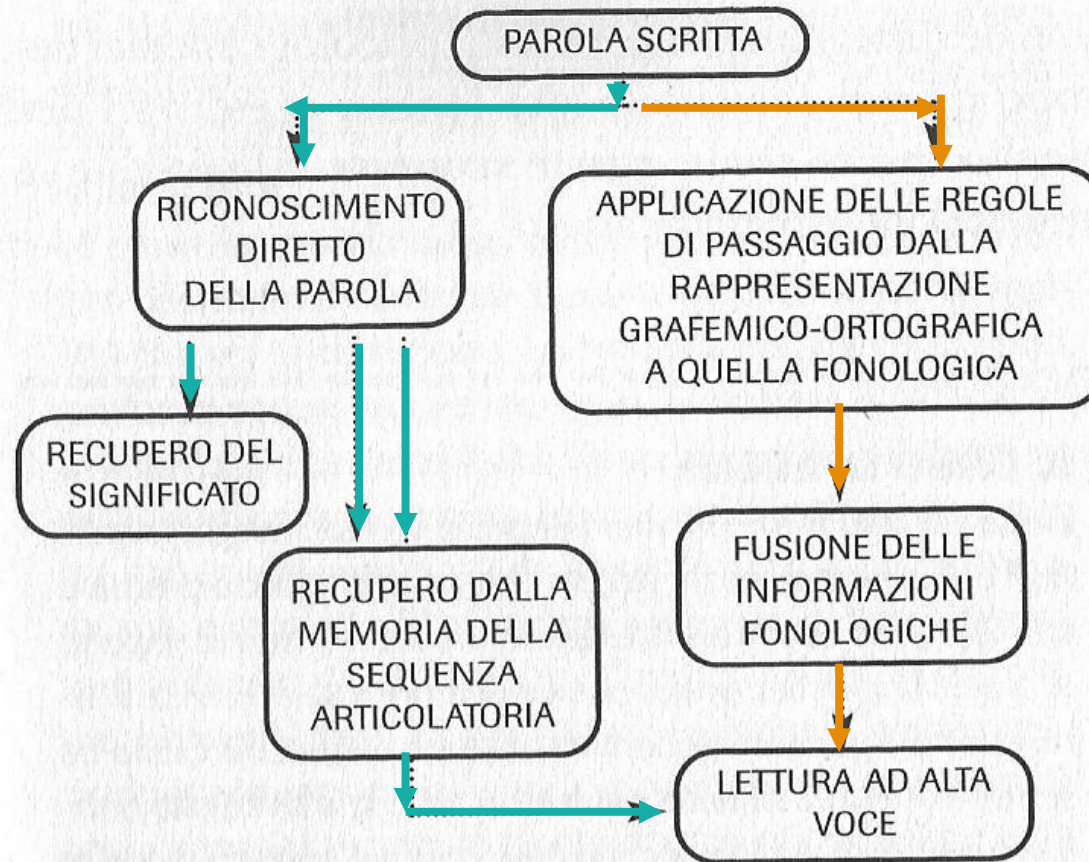 PAROLA SCRITTA
RICONOSCIMENTO
DIRETTO
DELLA PAROLA
APPLICAZIONE DELLE REGOLE
DI PASSAGGIO DALLA
RAPPRESENTAZIONE
GRAFEMICO-ORTOGRAFICA
A QUELLA FONOLOGICA
RECUPERO DEL
SIGNIFICATO
RECUPERO DALLA
MEMORIA DELLA
SEQUENZA
ARTICOLATORIA
FUSIONE DELLE
INFORMAZIONI
FONOLOGICHE
LETTURA AD ALTA
VOCE